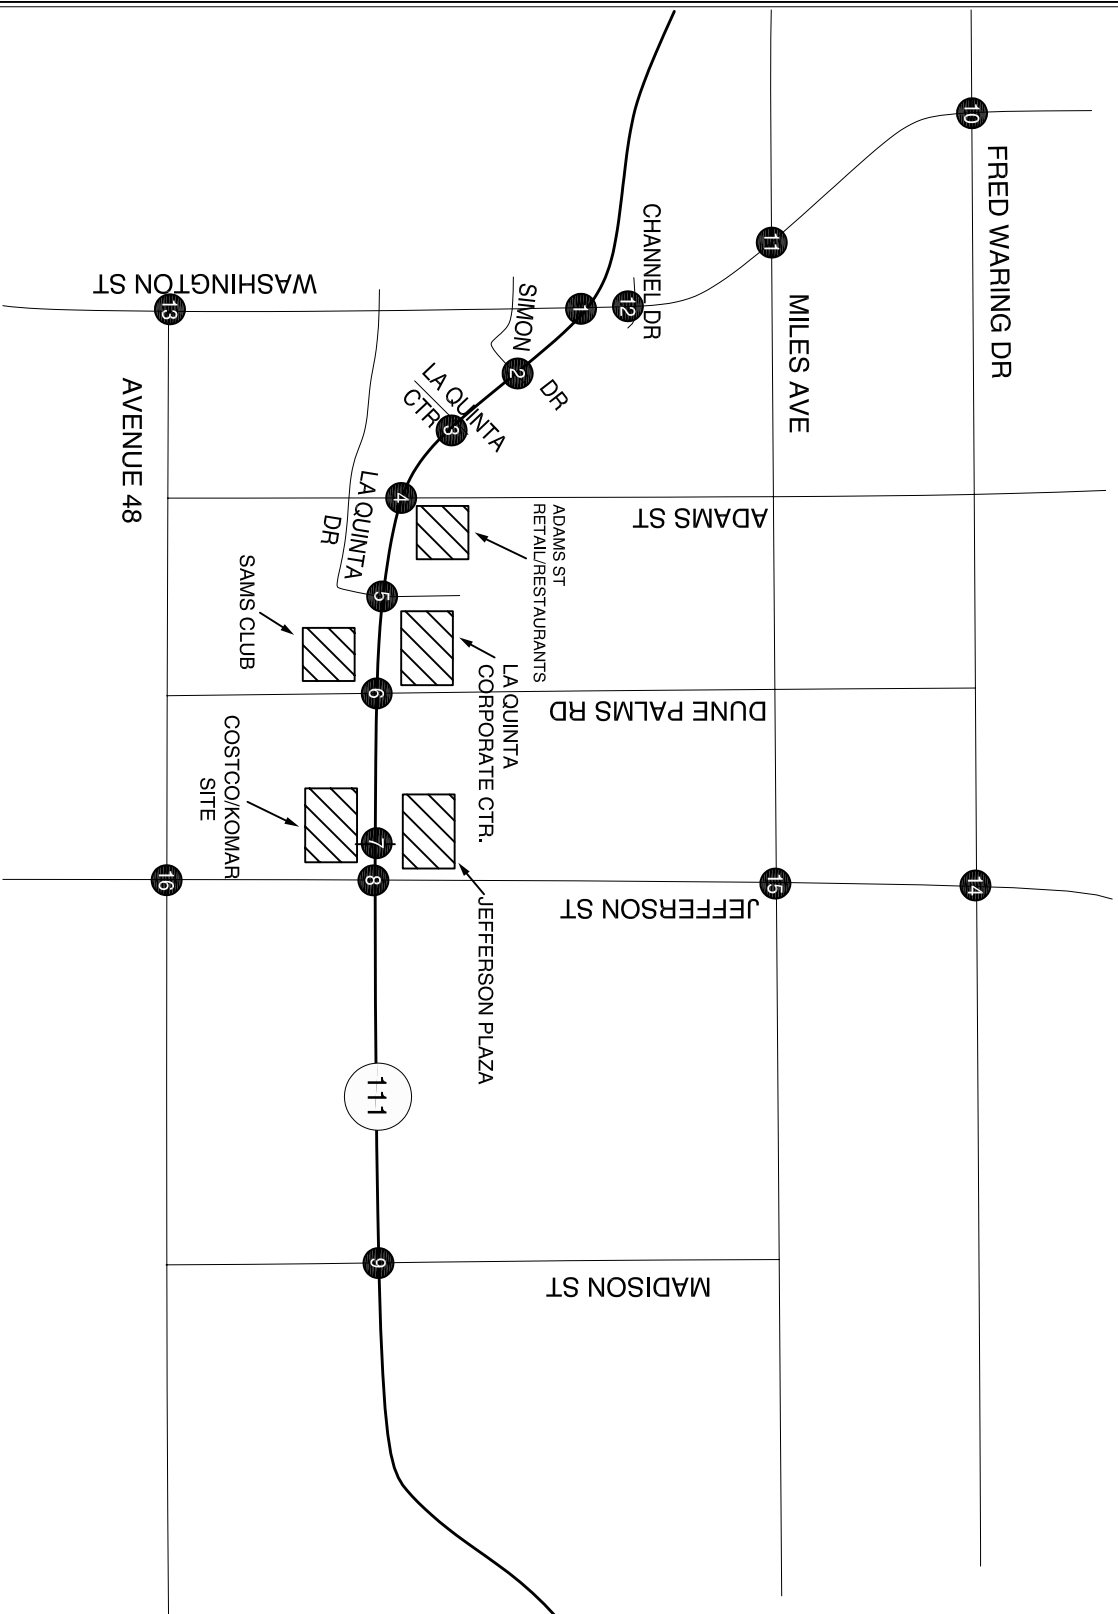 10
FRED WARING DR
11
MILES AVE
CHANNEL DR
12
1
WASHINGTON ST
13
AVENUE 48
SIMON
DR
2
LA QUINTA
CTR
3
4
ADAMS ST
ADAMS ST
RETAIL/RESTAURANTS
LA QUINTA
DR
5
SAMS CLUB
LA QUINTA
CORPORATE CTR.
6
DUNE PALMS RD
COSTCO/KOMAR
SITE
7
8
JEFFERSON PLAZA
JEFFERSON ST
14
15
16
111
9
MADISON ST